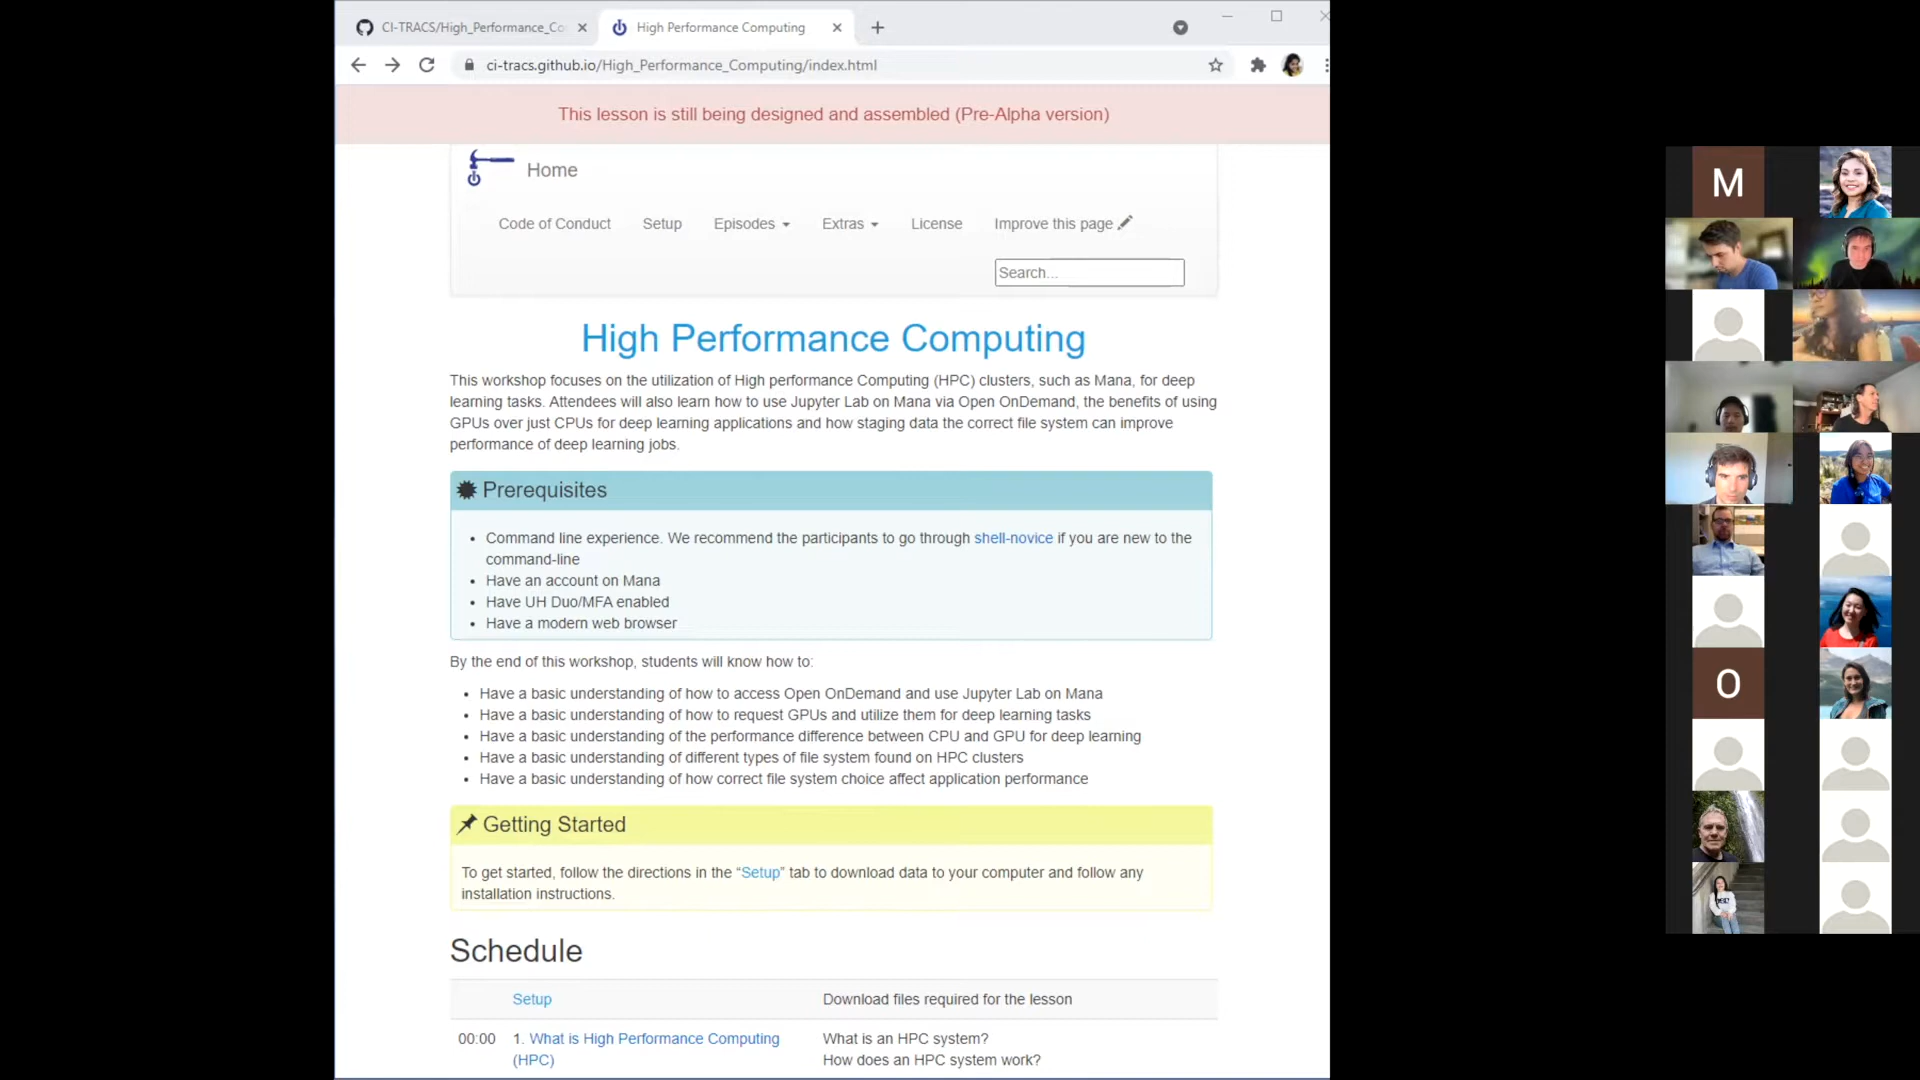 CI-TRACS/High_Performance_Co
High Performance Computing
ci-tracs.github.io/High_Performance_Computing/index.html
This lesson is still being designed and assembled (Pre-Alpha version)
Home
Code of Conduct Setup Episodes Extras License Improve this page
Search...
High Performance Computing
This workshop focuses on the utilization of High performance Computing (HPC) clusters, such as Mana, for deep
learning tasks. Attendees will also learn how to use Jupyter Lab on Mana via Open OnDemand, the benefits of using
GPUs over just CPUs for deep learning applications and how staging data the correct file system can improve
performance of deep learning jobs.
Prerequisites
Command line experience. We recommend the participants to go through shell-novice if you are new to the
command-line
Have an account on Mana
Have UH Duo/MFA enabled
Have a modern web browser
By the end of this workshop, students will know how to:
Have a basic understanding of how to access Open OnDemand and use Jupyter Lab on Mana
Have a basic understanding of how to request GPUs and utilize them for deep learning tasks
Have a basic understanding of the performance difference between CPU and GPU for deep learning
Have a basic understanding of different types of file system found on HPC clusters
Have a basic understanding of how correct file system choice affect application performance
Getting Started
To get started, follow the directions in the “Setup” tab to download data to your computer and follow any
installation instructions.
Schedule
Setup Download files required for the lesson
00:00 1. What is High Performance Computing What is an HPC system?
(HPC) How does an HPC system work?
M
O